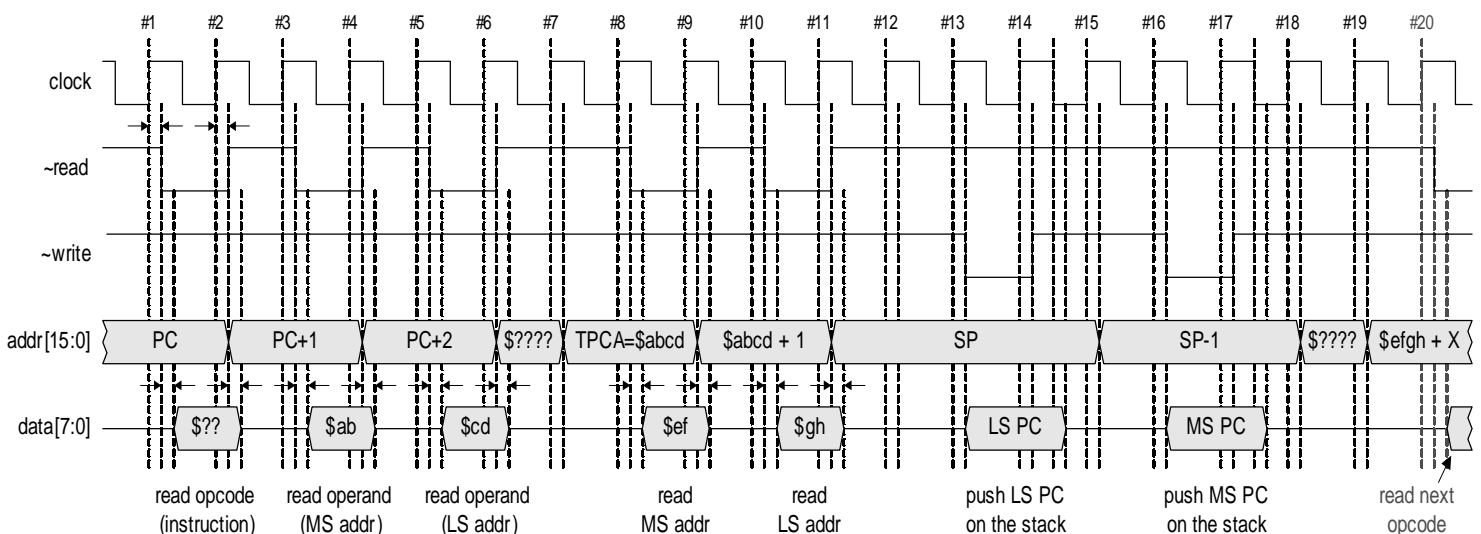 #1 #2 #3 #4 #5 #6 #7 #8 #9 #10 #11 #12 #13 #14 #15 #16 #17 #18 #19 #20
clock
~read
~write
addr[15:0] PC PC+1 PC+2 $???? TPCA=$abcd $abcd + 1 SP SP-1 $???? $efgh + X
data[7:0] $?? $ab $cd $ef $gh LS PC MS PC
read opcode read operand read operand read read push LS PC push MS PC read next
(instruction) (MS addr) (LS addr) MS addr LS addr on the stack on the stack opcode